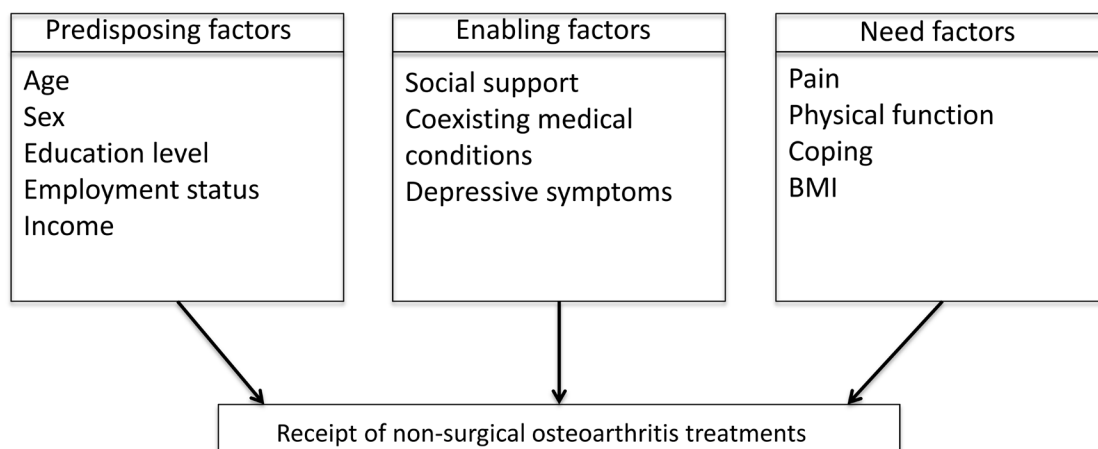 Predisposing factors
Age
Sex
Education level
Employment status
Income
Enabling factors
Social support
Coexisting medical
conditions
Depressive symptoms
Need factors
Pain
Physical function
Coping
BMI
Receipt of non-surgical osteoarthritis treatments